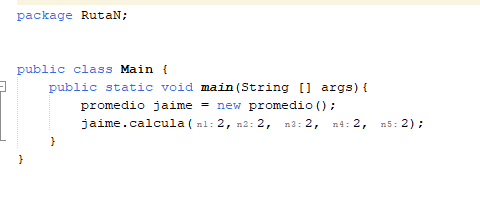 package RutaN;
public class Main {
public static void main(String [] args){
promedio jaime = new promedio();
jaime.calcula( n1: 2, n2: 2, n3: 2, n4: 2, n5: 2);
}
}